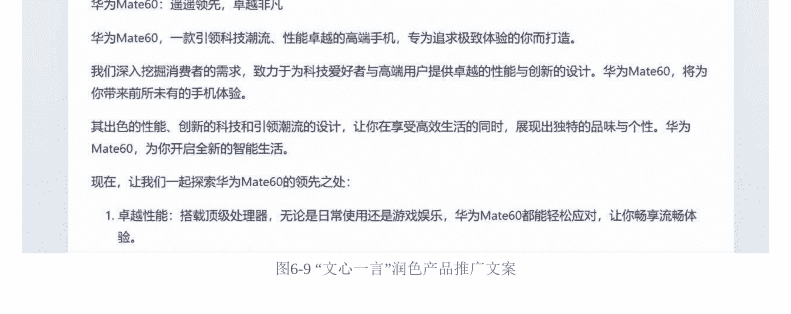 华为Mate60：遥遥领先，卓越非凡
华为Mate60，一款引领科技潮流、性能卓越的高端手机，专为追求极致体验的你而打造。
我们深入挖掘消费者的需求，致力于为科技爱好者与高端用户提供卓越的性能与创新的设计。华为Mate60，将为
你带来前所未有的手机体验。
其出色的性能、创新的科技和引领潮流的设计，让你在享受高效生活的同时，展现出独特的品味与个性。华为
Mate60，为你开启全新的智能生活。
现在，让我们一起探索华为Mate60的领先之处：
1. 卓越性能：搭载顶级处理器，无论是日常使用还是游戏娱乐，华为Mate60都能轻松应对，让你畅享流畅体
验。
图6-9 “文心一言”润色产品推广文案